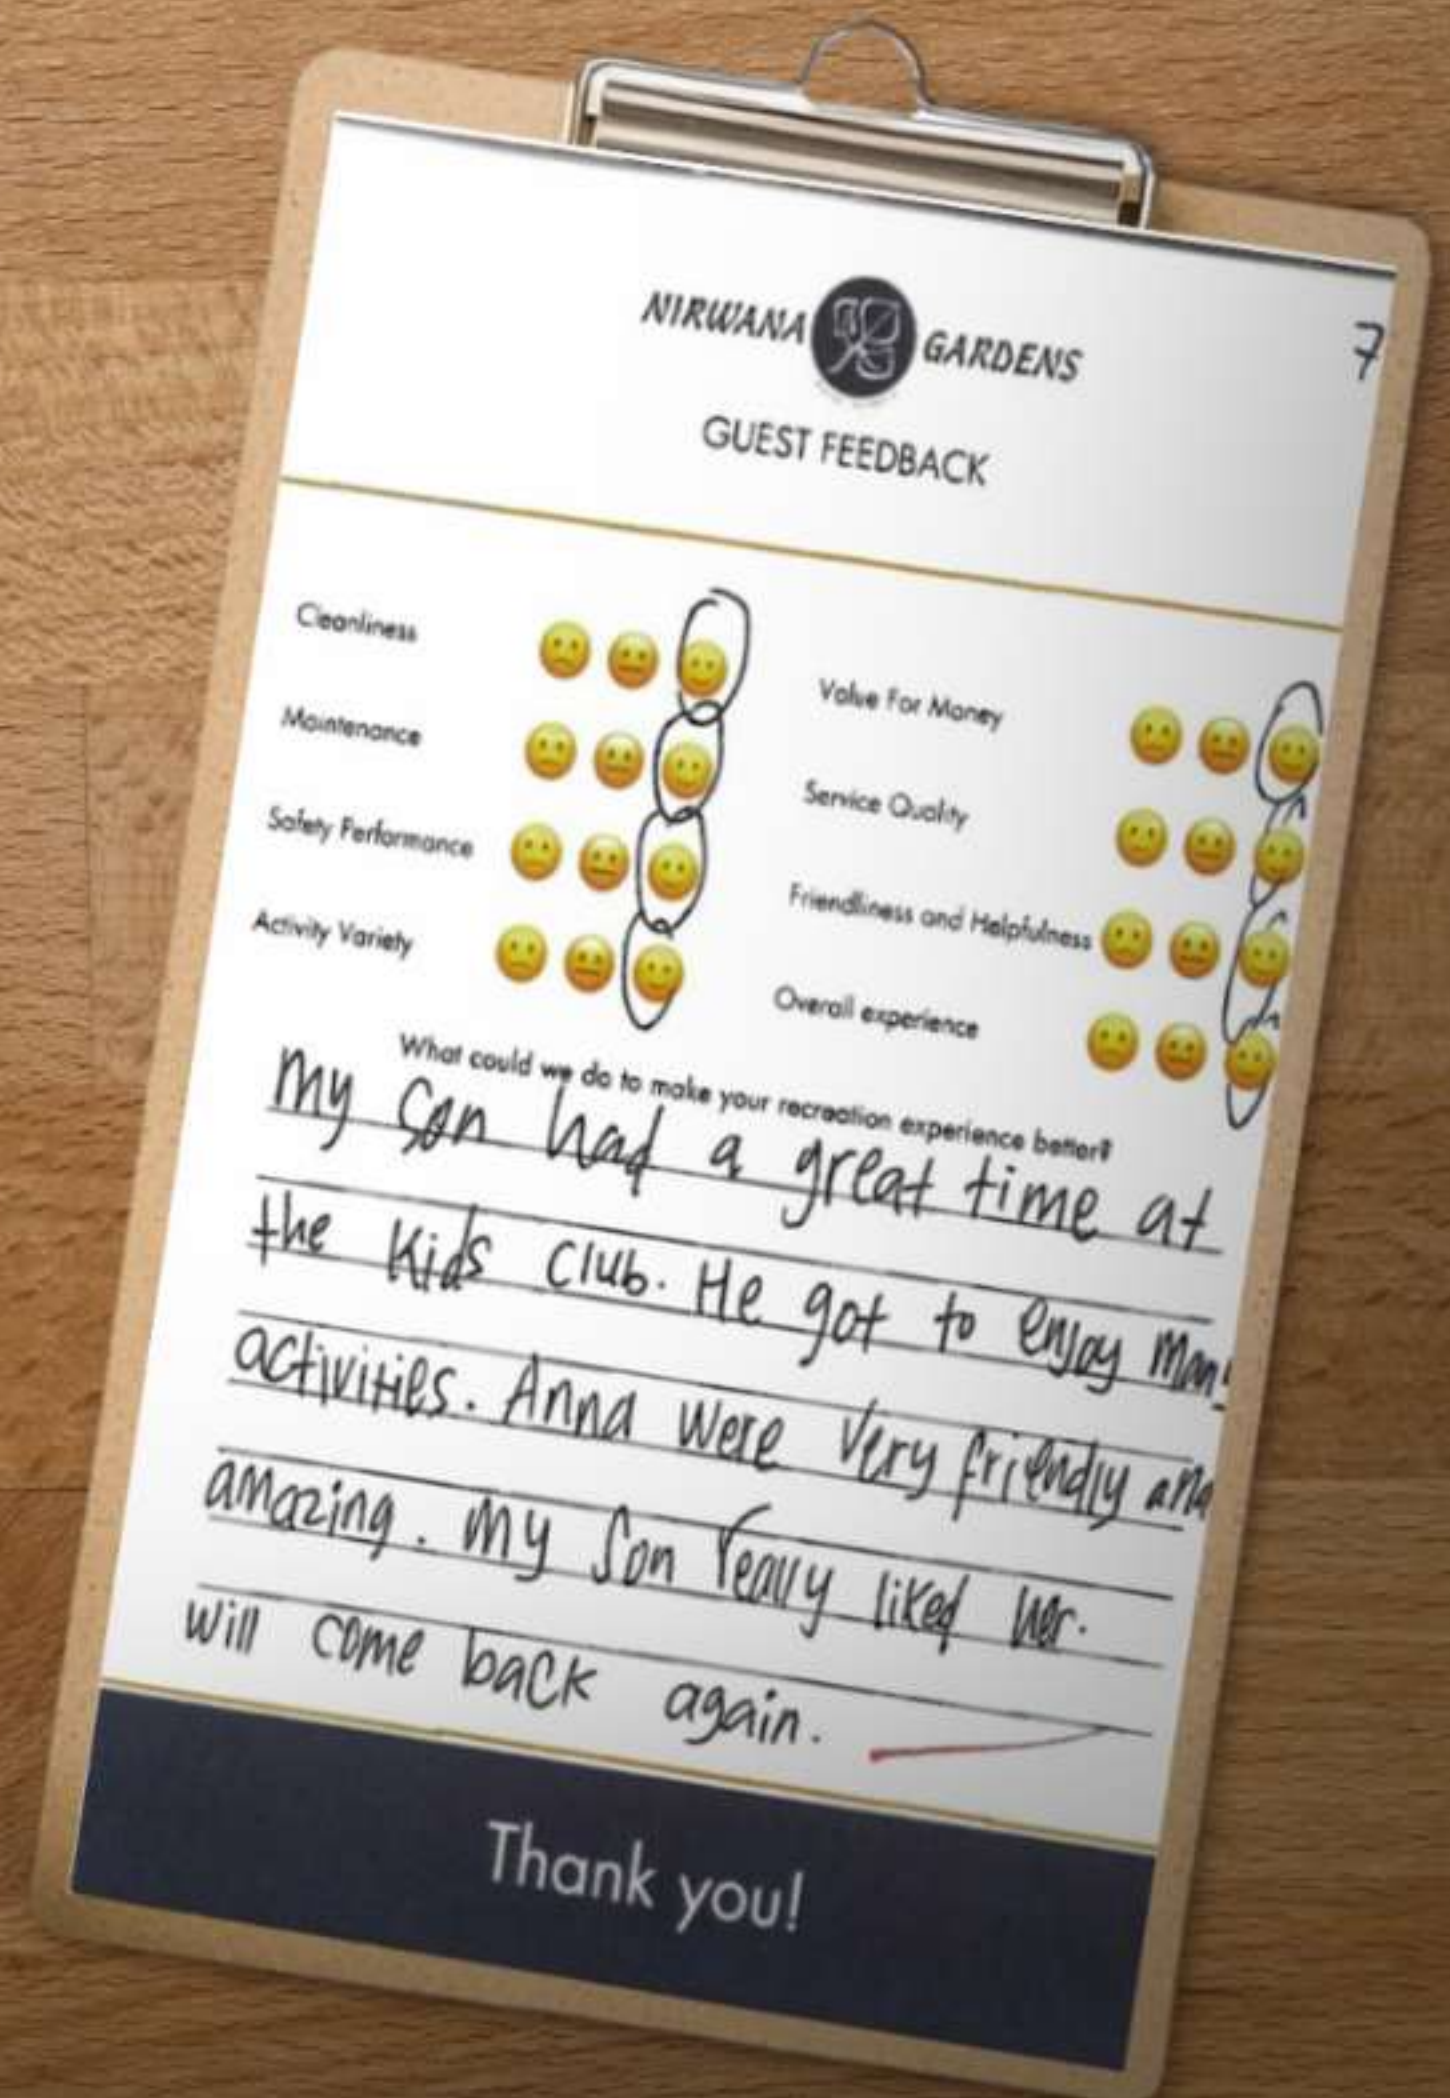 NIRWANA GARDENS
7
GUEST FEEDBACK
Cleanliness
Maintenance
Safety Performance
Activity Variety
Value For Money
Service Quality
Friendliness and Helpfulness
Overall experience
What could we do to make your recreation experience better?
My son had a great time at
the Kids Club. He got to enjoy many
activities. Anna were very friendly and
amazing. My son really liked her.
will come back again.
Thank you!